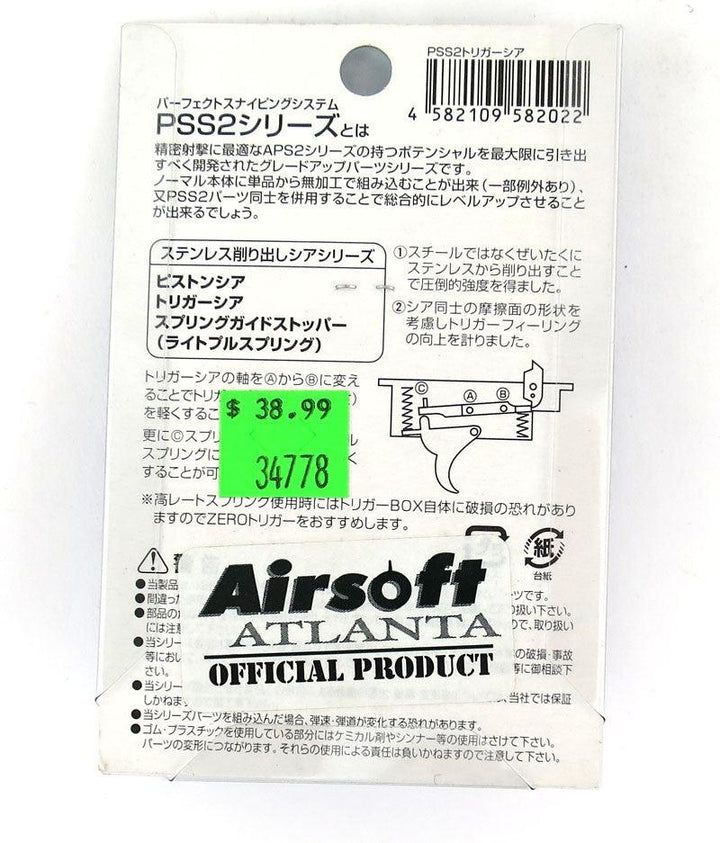 PSS2トリガーシア
4 582109 582022
パーフェクトスナイピングシステム
PSS2シリーズとは
精密射撃に最適なAPS2シリーズの持つポテンシャルを最大限に引き出
すべく開発されたグレードアップパーツシリーズです。
ノーマル本体に単品から無加工で組み込むことが出来（一部例外あり）、
又PSS2パーツ同士を併用することで総合的にレベルアップさせること
が出来るでしょう。
ステンレス削り出しシアシリーズ
ピストンシア
トリガーシア
スプリングガイドストッパー
（ライトプルスプリング）
①スチールではなくぜいたくに
ステンレスから削り出すこと
で圧倒的強度を得ました。
②シア同士の摩擦面の形状を
考慮しトリガーフィーリング
の向上を計りました。
トリガーシアの軸をⒶからⒷに変え
ることでトリガ
を軽くするこ
更にⒸスプリ
スプリングに
することが可
$ 38.99
34778
Ⓒ Ⓐ Ⓑ
※高レートスプリング使用時にはトリガーBOX自体に破損の恐れがあり
ますのでZEROトリガーをおすすめします。
紙
台紙
Airsoft
ATLANTA
OFFICIAL PRODUCT
●当製品
●間違っ
●部品の
には注意
●当シリー
等におい
さい。
●当シリー
しかねま
ーツです。
り扱い下さい。
ので、取り扱い
の破損・事故
等に御相談下
当社では保証
●当シリーズパーツを組み込んだ場合、弾速・弾道が変化する恐れがあります。
●ゴム・プラスチックを使用している部分にはケミカル剤やシンナー等の使用はさけて下さい。
パーツの変形につながります。それらの使用による責任は負いかねますので注意して下さい。